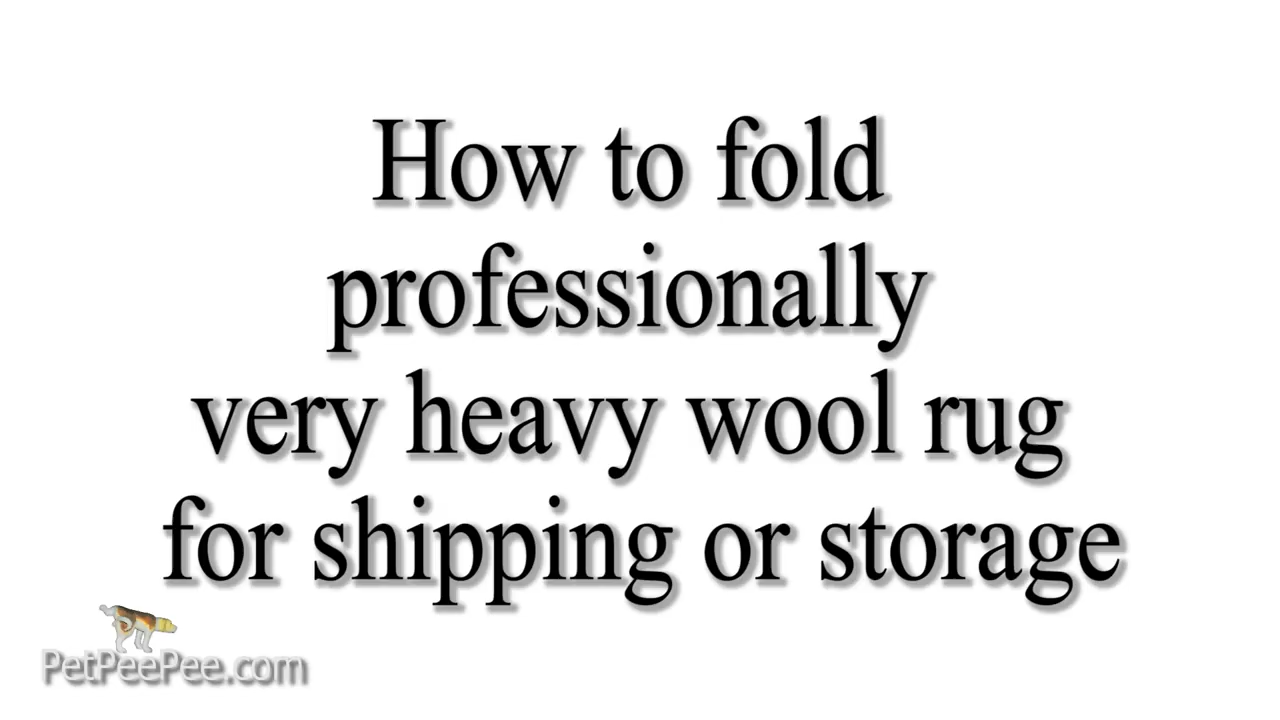 How to fold
professionally
very heavy wool rug
for shipping or storage
PetPeePee.com